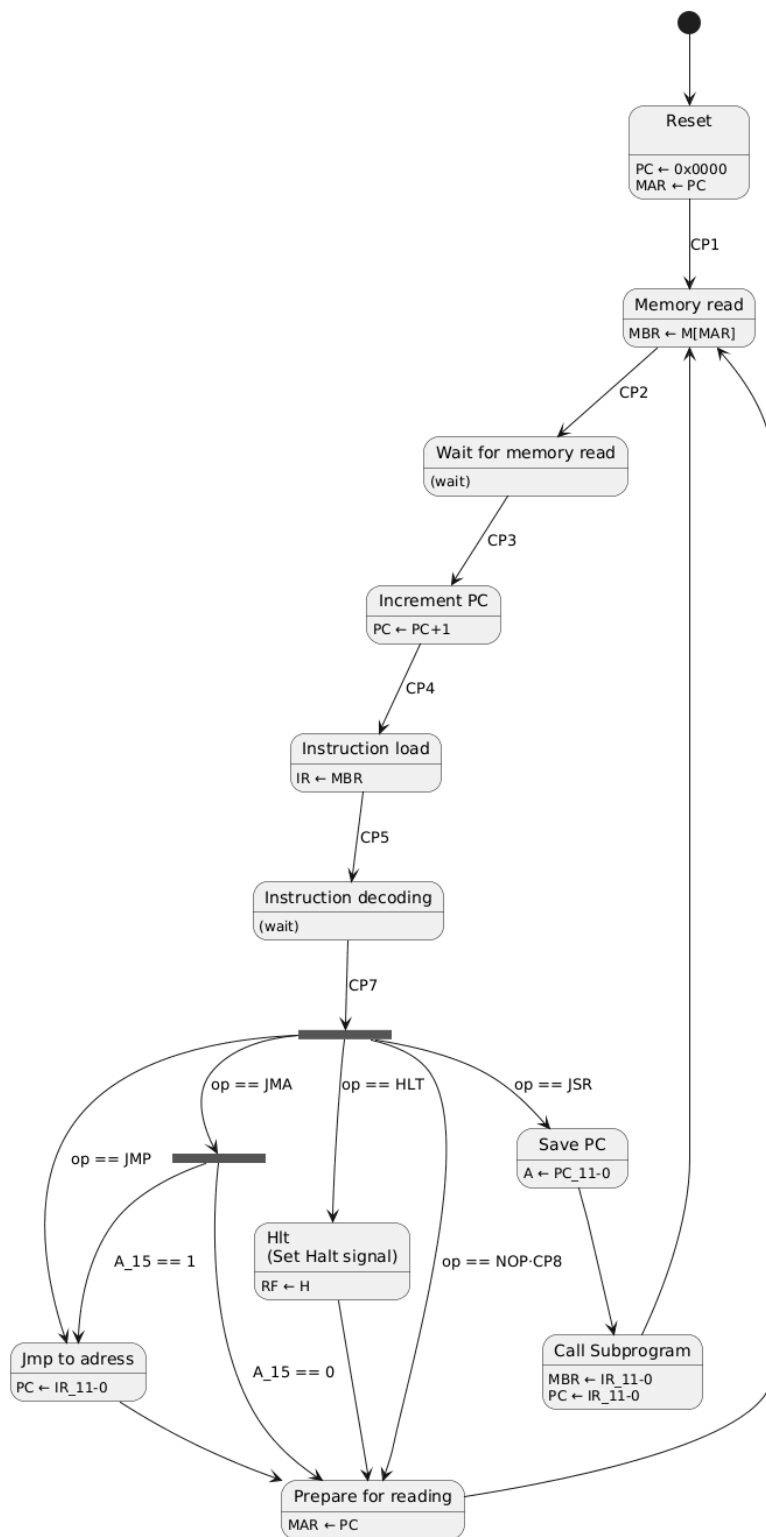 Reset
PC ← 0x0000
MAR ← PC
CP1
Memory read
MBR ← M[MAR]
CP2
Wait for memory read
(wait)
CP3
Increment PC
PC ← PC+1
CP4
Instruction load
IR ← MBR
CP5
Instruction decoding
(wait)
CP7
op == JMA
op == HLT
op == JSR
op == JMP
Save PC
A ← PC_11-0
Hlt
(Set Halt signal)
RF ← H
A_15 == 1
op == NOP·CP8
Jmp to adress
PC ← IR_11-0
A_15 == 0
Call Subprogram
MBR ← IR_11-0
PC ← IR_11-0
Prepare for reading
MAR ← PC